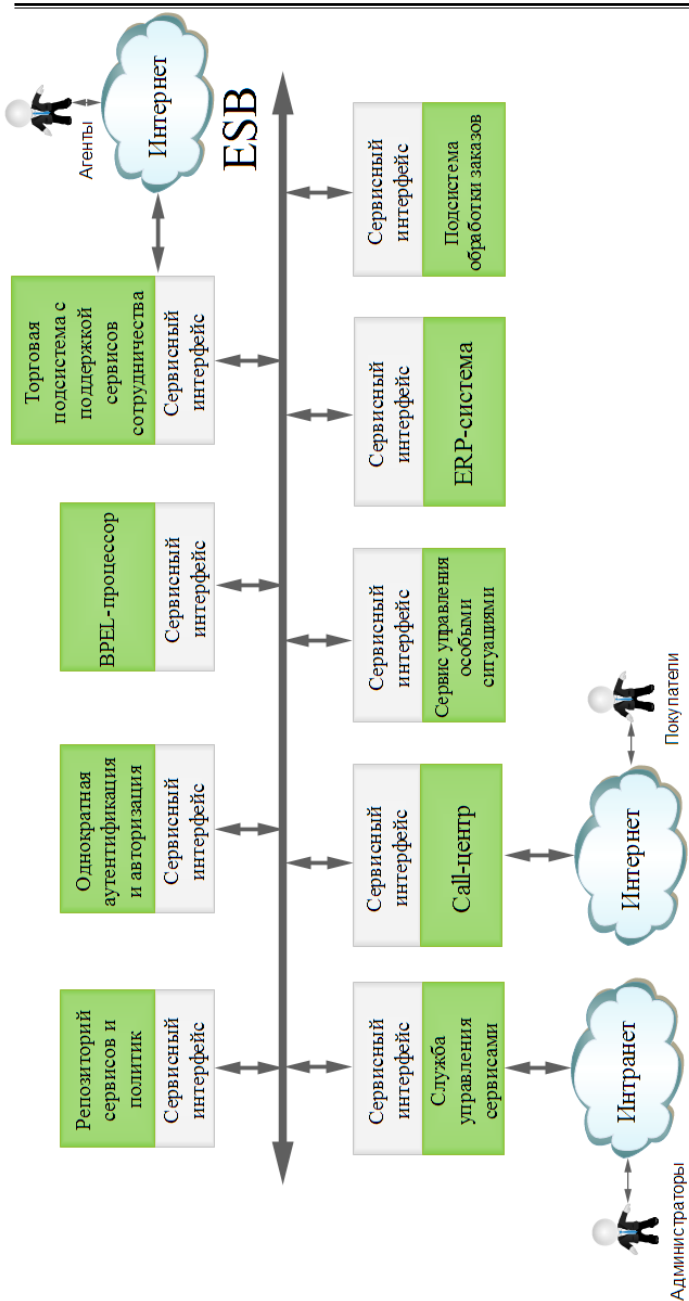 Репозиторий
сервисов и
политик
Сервисный
интерфейс
Однократная
аутентификация
и авторизация
Сервисный
интерфейс
BPEL-процессор
Сервисный
интерфейс
Торговая
подсистема с
поддержкой
сервисов
сотрудничества
Сервисный
интерфейс
Агенты
Интернет
ESB
Сервисный
интерфейс
Служба
управления
сервисами
Сервисный
интерфейс
Call-центр
Сервисный
интерфейс
Сервис управления
особыми
ситуациями
Сервисный
интерфейс
ERP-система
Сервисный
интерфейс
Подсистема
обработки заказов
Интранет
Администраторы
Интернет
Покупатели